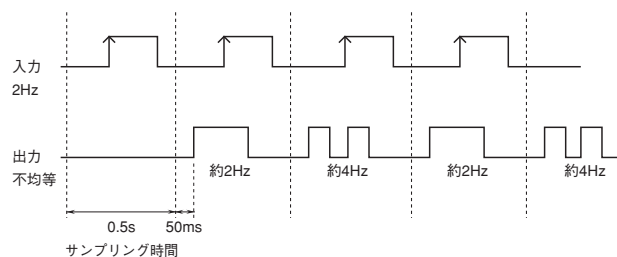 入力
2Hz
出力
不均等
約2Hz
約4Hz
約2Hz
約4Hz
0.5s
50ms
サンプリング時間